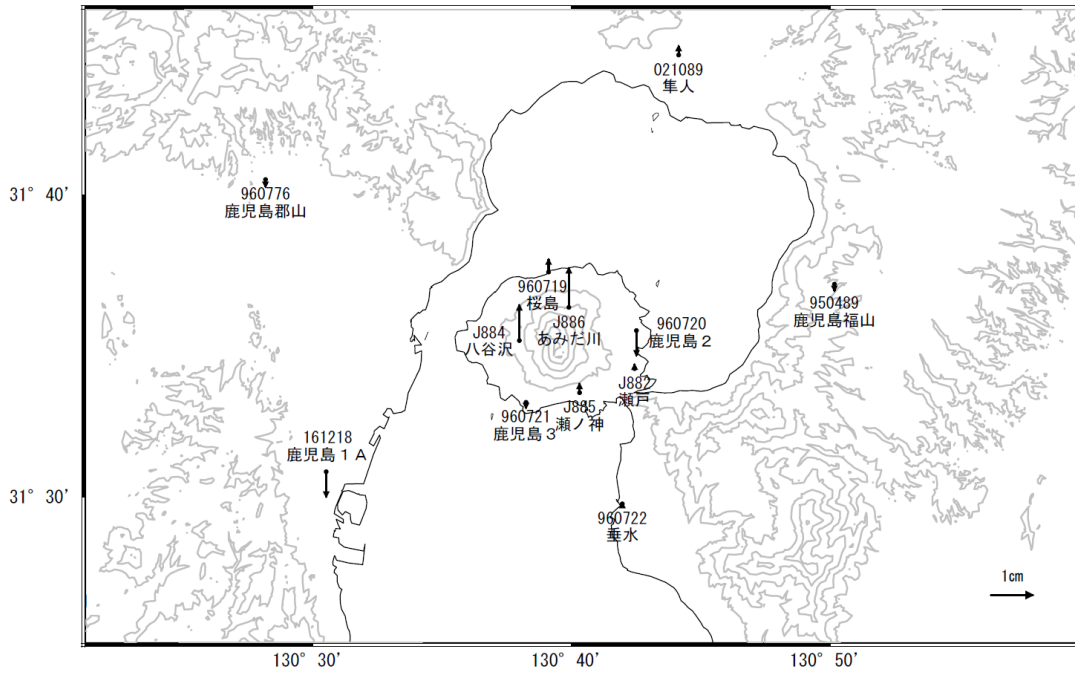 021089
隼人
31° 40′
960776
鹿児島郡山
960719
桜島
J886
あみだ川
J884
八谷沢
960720
鹿児島２
950489
鹿児島福山
J882
瀬戸
J885
瀬ノ神
960721
鹿児島３
161218
鹿児島１Ａ
31° 30′
960722
垂水
1cm
130° 30′
130° 40′
130° 50′